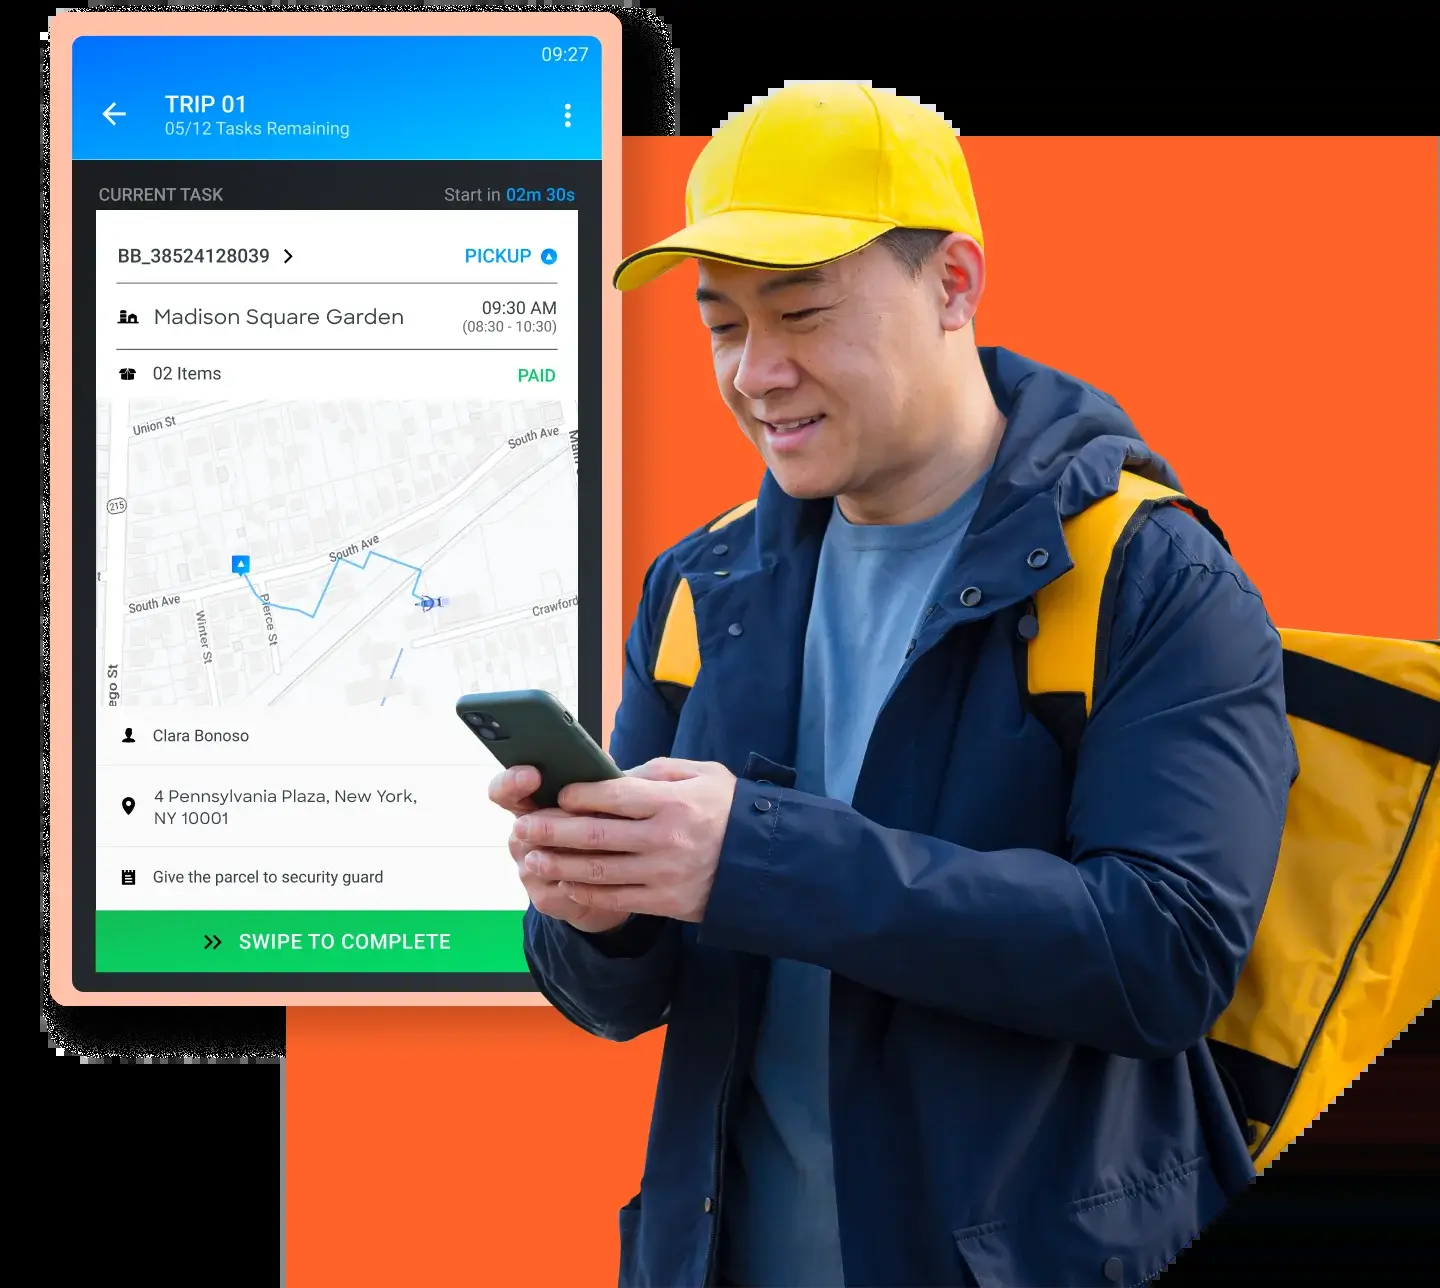 09:27
TRIP 01
05/12 Tasks Remaining
CURRENT TASK
Start in 02m 30s
BB_38524128039
PICKUP
Madison Square Garden
09:30 AM
(08:30 - 10:30)
02 Items
PAID
Union St
South Ave
215
South Ave
South Ave
Pierce St
Winter St
Crawford
Clara Bonoso
4 Pennsylvania Plaza, New York,
NY 10001
Give the parcel to security guard
SWIPE TO COMPLETE